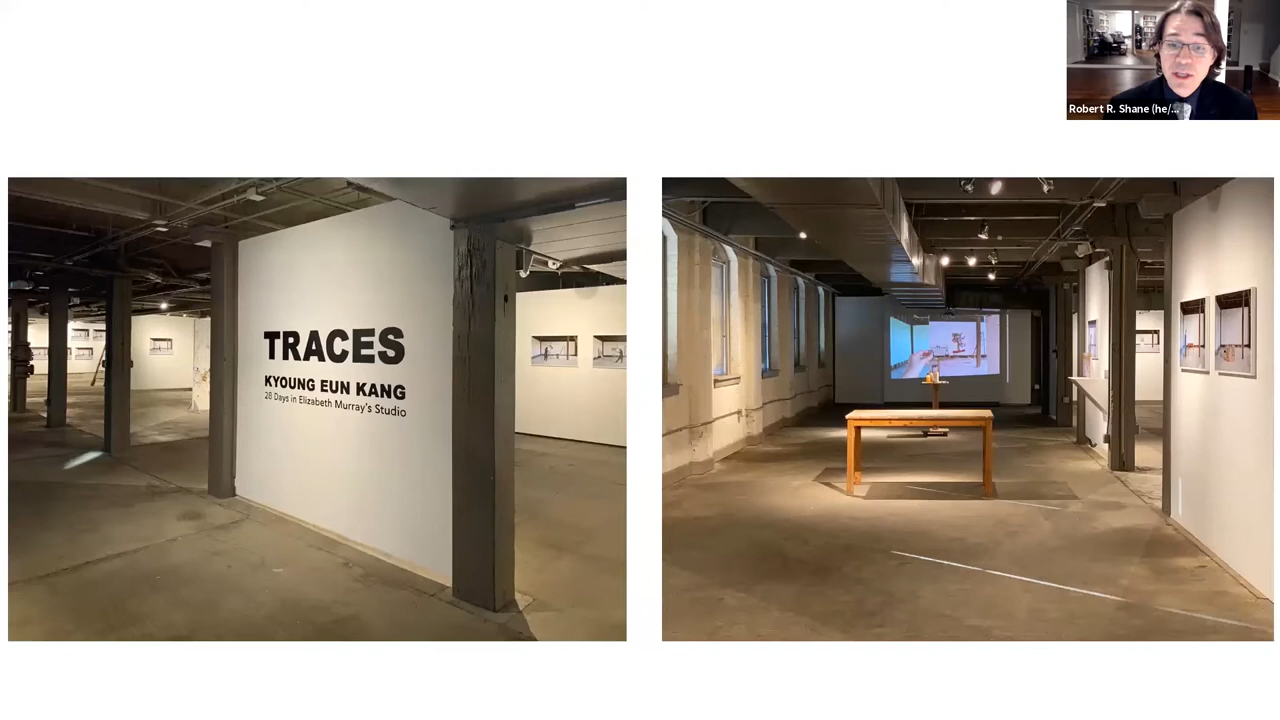 Robert R. Shane (he/...
TRACES
KYOUNG EUN KANG
28 Days in Elizabeth Murray's Studio